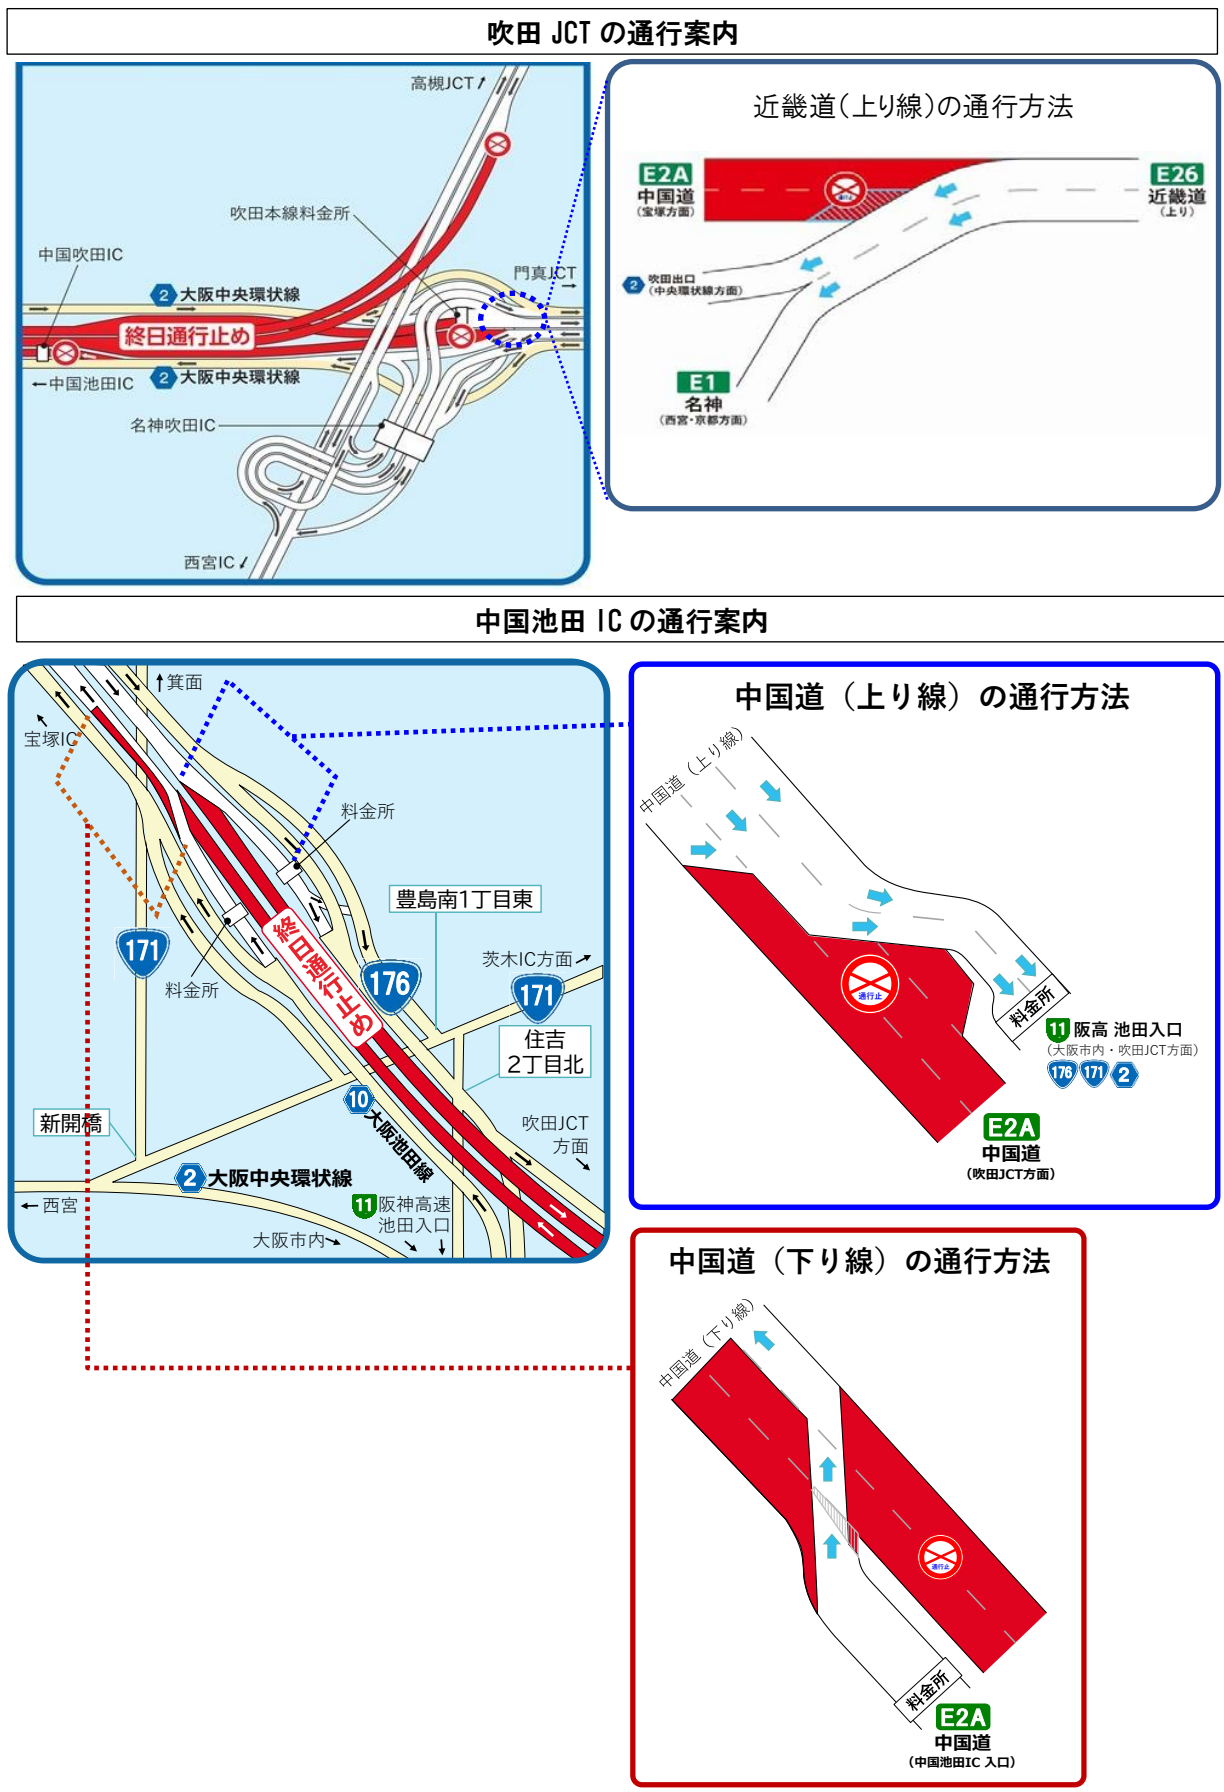 吹田 JCT の通行案内
高槻JCT
吹田本線料金所
中国吹田IC
門真JCT
2 大阪中央環状線
終日通行止め
中国池田IC
2 大阪中央環状線
名神吹田IC
西宮IC
近畿道(上り線)の通行方法
E2A
中国道
(宝塚方面)
通行止
E26
近畿道
(上り)
2 吹田出口
(中央環状線方面)
E1
名神
(西宮・京都方面)
中国池田 IC の通行案内
箕面
宝塚IC
料金所
豊島南1丁目東
171
176
茨木IC方面
171
料金所
終日通行止め
住吉
2丁目北
10
大阪池田線
新開橋
吹田JCT
方面
2 大阪中央環状線
西宮
11 阪神高速
池田入口
大阪市内
中国道（上り線）の通行方法
中国道（上り線）
通行止
料金所
11 阪高 池田入口
(大阪市内・吹田JCT方面)
176 171 2
E2A
中国道
(吹田JCT方面)
中国道（下り線）の通行方法
中国道（下り線）
通行止
料金所
E2A
中国道
(中国池田IC 入口)